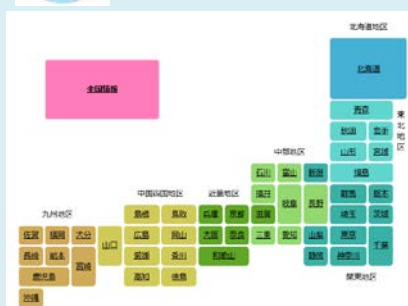 北海道地区
北海道
全国情報
青森
東北地区
秋田 岩手
山形 宮城
中部地区
石川 富山 新潟 福島
中国四国地区 近畿地区
福井 岐阜 長野 群馬 栃木
島根 鳥取 兵庫 京都 滋賀 埼玉 茨城
九州地区
佐賀 福岡 大分 山口 広島 岡山 大阪 奈良 三重 愛知 山梨 東京 千葉
長崎 熊本 宮崎 愛媛 香川 和歌山 静岡 神奈川
鹿児島 高知 徳島 関東地区
沖縄